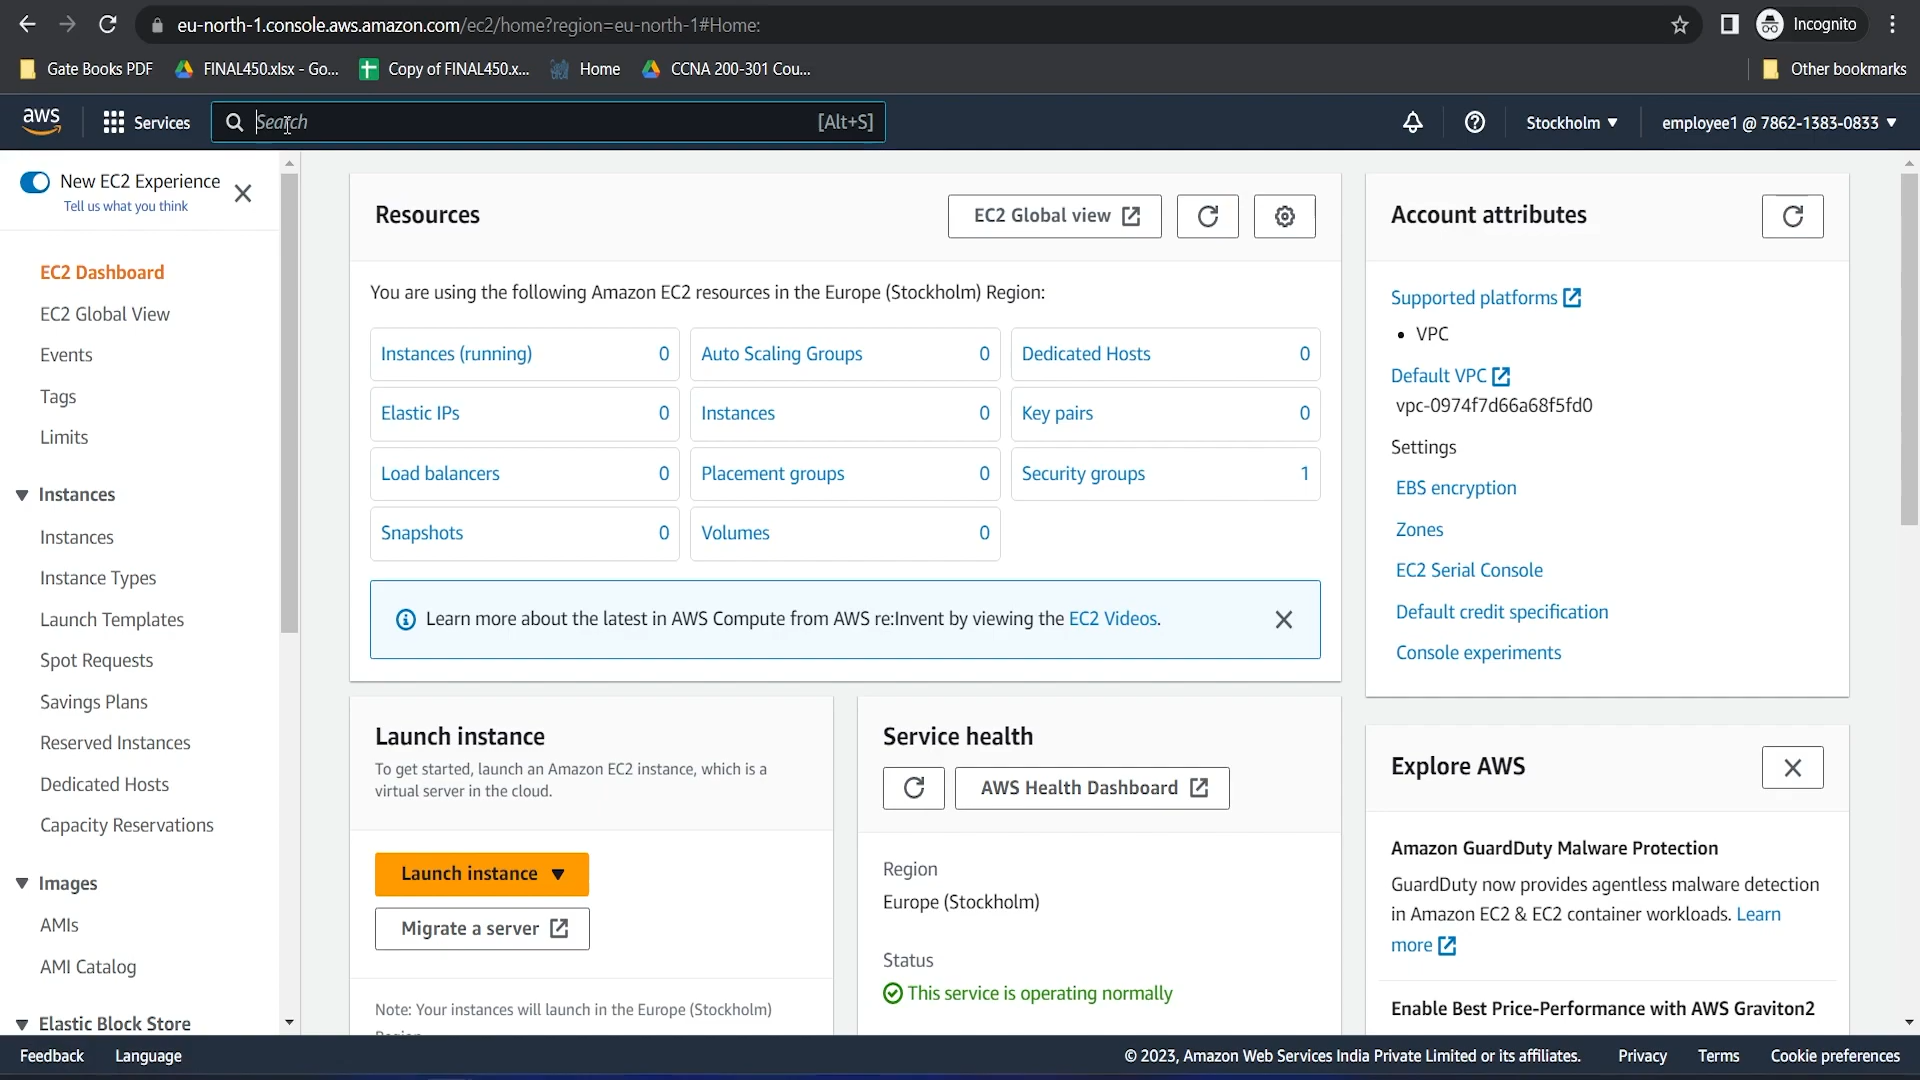 eu-north-1.console.aws.amazon.com/ec2/home?region=eu-north-1#Home:
Incognito
Gate Books PDF
FINAL450.xlsx - Go...
Copy of FINAL450.x...
Home
CCNA 200-301 Cou...
Other bookmarks
aws
Services
Search
[Alt+S]
Stockholm
employee1 @ 7862-1383-0833
New EC2 Experience
Tell us what you think
EC2 Dashboard
EC2 Global View
Events
Tags
Limits
Instances
Instances
Instance Types
Launch Templates
Spot Requests
Savings Plans
Reserved Instances
Dedicated Hosts
Capacity Reservations
Images
AMIs
AMI Catalog
Elastic Block Store
Resources
EC2 Global view
You are using the following Amazon EC2 resources in the Europe (Stockholm) Region:
Instances (running) 0
Auto Scaling Groups 0
Dedicated Hosts 0
Elastic IPs 0
Instances 0
Key pairs 0
Load balancers 0
Placement groups 0
Security groups 1
Snapshots 0
Volumes 0
Learn more about the latest in AWS Compute from AWS re:Invent by viewing the EC2 Videos.
Launch instance
To get started, launch an Amazon EC2 instance, which is a
virtual server in the cloud.
Launch instance
Migrate a server
Note: Your instances will launch in the Europe (Stockholm)
Region
Service health
AWS Health Dashboard
Region
Europe (Stockholm)
Status
This service is operating normally
Account attributes
Supported platforms
• VPC
Default VPC
vpc-0974f7d66a68f5fd0
Settings
EBS encryption
Zones
EC2 Serial Console
Default credit specification
Console experiments
Explore AWS
Amazon GuardDuty Malware Protection
GuardDuty now provides agentless malware detection
in Amazon EC2 & EC2 container workloads. Learn
more
Enable Best Price-Performance with AWS Graviton2
Feedback
Language
© 2023, Amazon Web Services India Private Limited or its affiliates.
Privacy
Terms
Cookie preferences